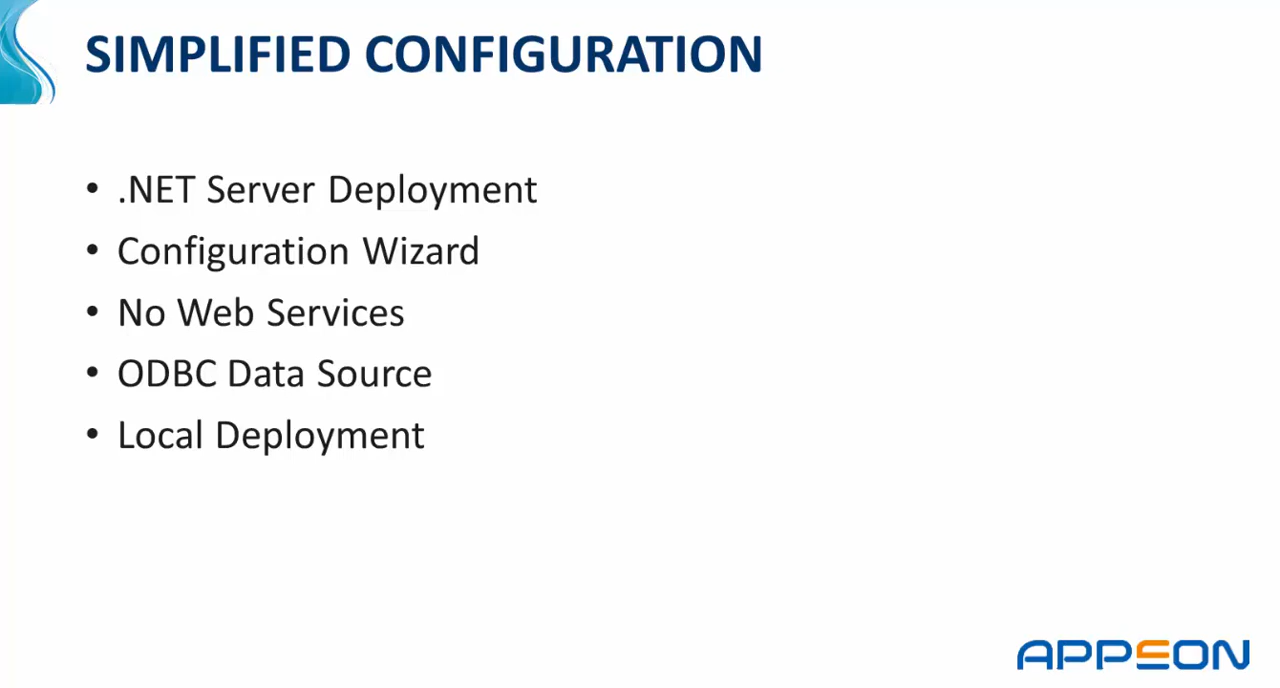 SIMPLIFIED CONFIGURATION
• .NET Server Deployment
• Configuration Wizard
• No Web Services
• ODBC Data Source
• Local Deployment
APPEON